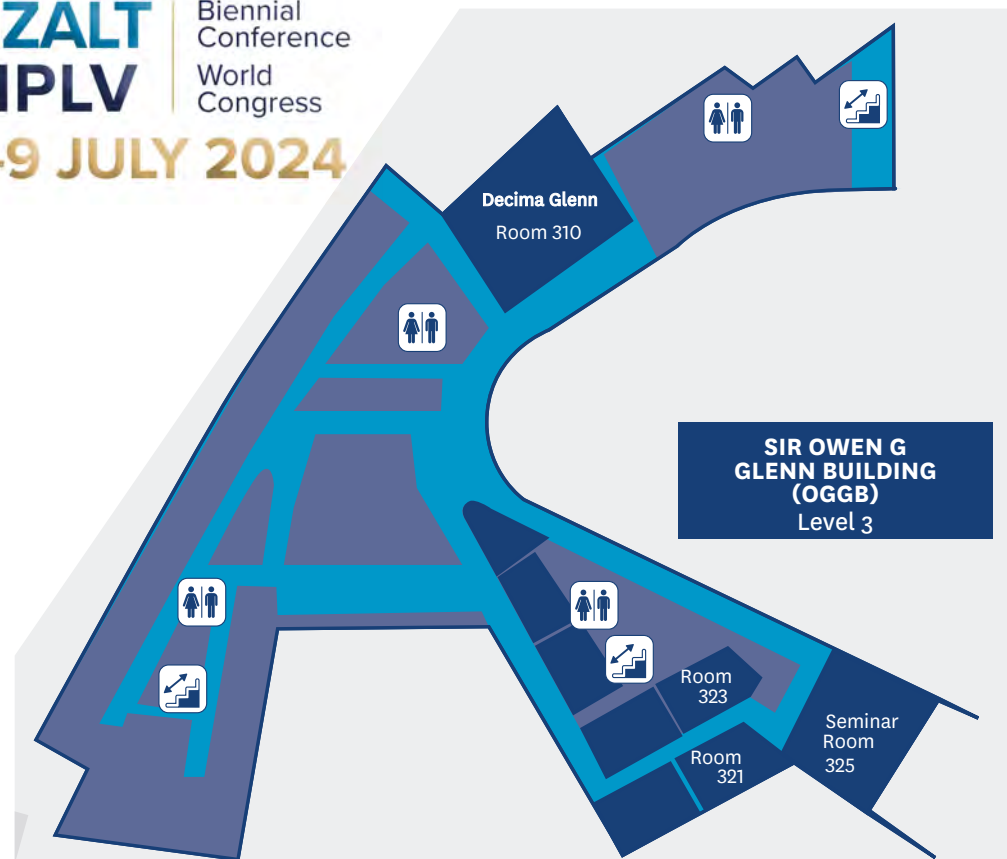 ZALT
IPLV
Biennial
Conference
World
Congress
9 JULY 2024
Decima Glenn
Room 310
SIR OWEN G
GLENN BUILDING
(OGGB)
Level 3
Room
323
Room
321
Seminar
Room
325